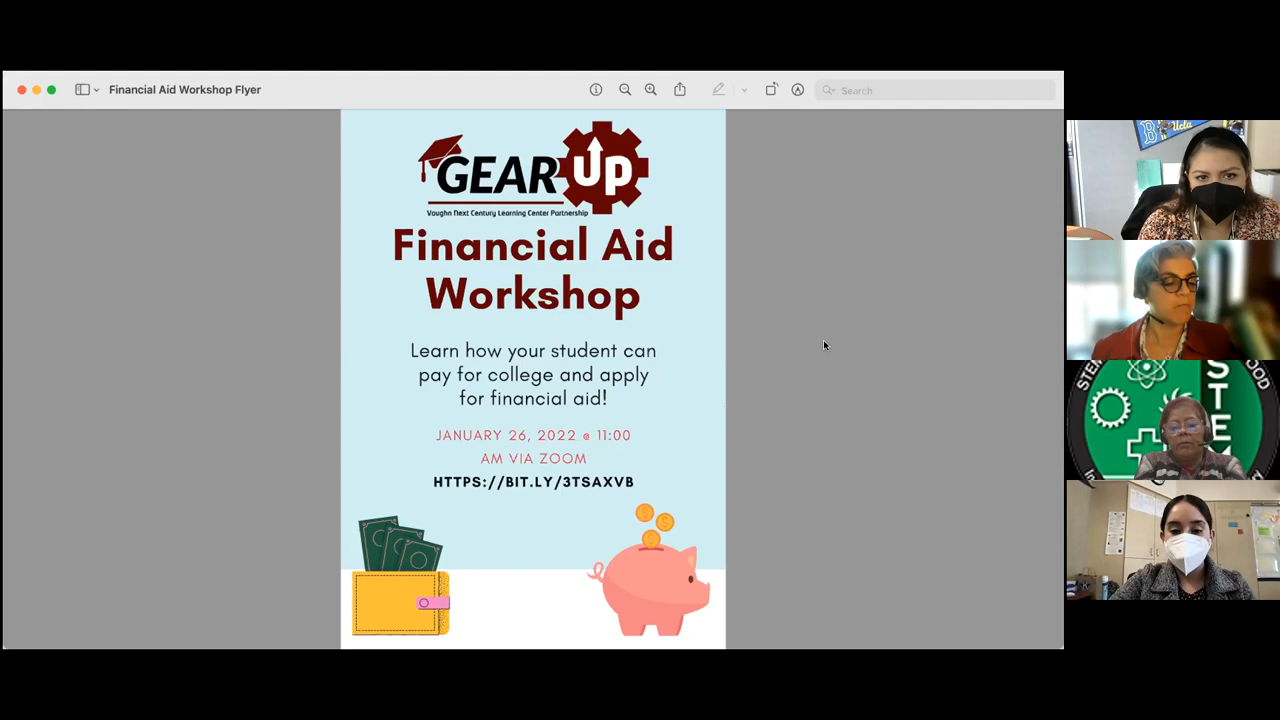 Financial Aid Workshop Flyer
Search
GEAR UP
Vaughn Next Century Learning Center Partnership
Financial Aid
Workshop
Learn how your student can
pay for college and apply
for financial aid!
JANUARY 26, 2022 @ 11:00
AM VIA ZOOM
HTTPS://BIT.LY/3TSAXVB
B
Ucla
STEM